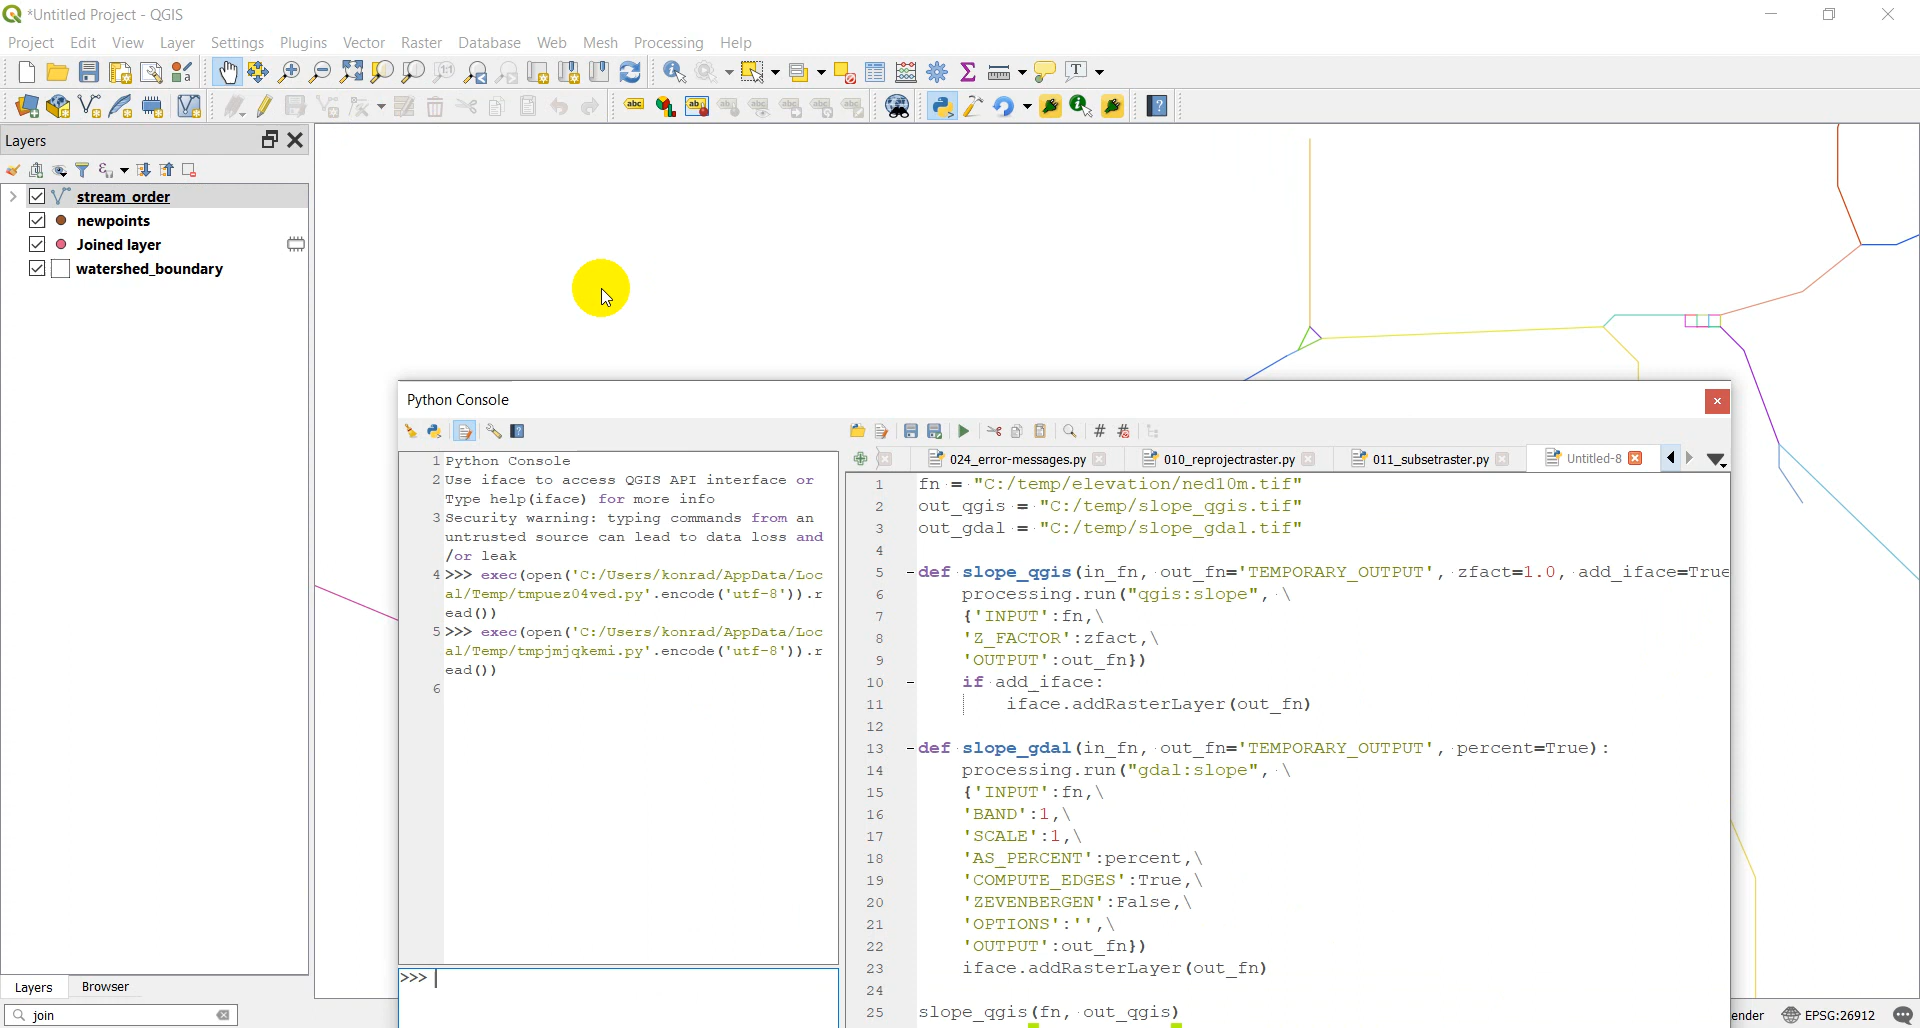 *Untitled Project - QGIS
Project Edit View Layer Settings Plugins Vector Raster Database Web Mesh Processing Help
Layers
stream_order
newpoints
Joined layer
watershed_boundary
Python Console
024_error-messages.py
010_reprojectraster.py
011_subsetraster.py
Untitled-8
1 Python Console
2 Use iface to access QGIS API interface or
Type help(iface) for more info
3 Security warning: typing commands from an
untrusted source can lead to data loss and
/or leak
4 >>> exec(open('C:/Users/konrad/AppData/Loc
al/Temp/tmpuez04ved.py'.encode('utf-8')).r
ead())
5 >>> exec(open('C:/Users/konrad/AppData/Loc
al/Temp/tmpjmjqkemi.py'.encode('utf-8')).r
ead())
6
>>>
1 fn = "C:/temp/elevation/ned10m.tif"
2 out_qgis = "C:/temp/slope_qgis.tif"
3 out_gdal = "C:/temp/slope_gdal.tif"
4
5 def slope_qgis(in_fn, out_fn='TEMPORARY_OUTPUT', zfact=1.0, add_iface=True
6 processing.run("qgis:slope", \
7 {'INPUT':fn,\
8 'Z_FACTOR':zfact,\
9 'OUTPUT':out_fn})
10 if add_iface:
11 iface.addRasterLayer(out_fn)
12
13 def slope_gdal(in_fn, out_fn='TEMPORARY_OUTPUT', percent=True):
14 processing.run("gdal:slope", \
15 {'INPUT':fn,\
16 'BAND':1,\
17 'SCALE':1,\
18 'AS_PERCENT':percent,\
19 'COMPUTE_EDGES':True,\
20 'ZEVENBERGEN':False,\
21 'OPTIONS':'',\
22 'OUTPUT':out_fn})
23 iface.addRasterLayer(out_fn)
24
25 slope_qgis(fn, out_qgis)
Layers Browser
join
ender EPSG:26912